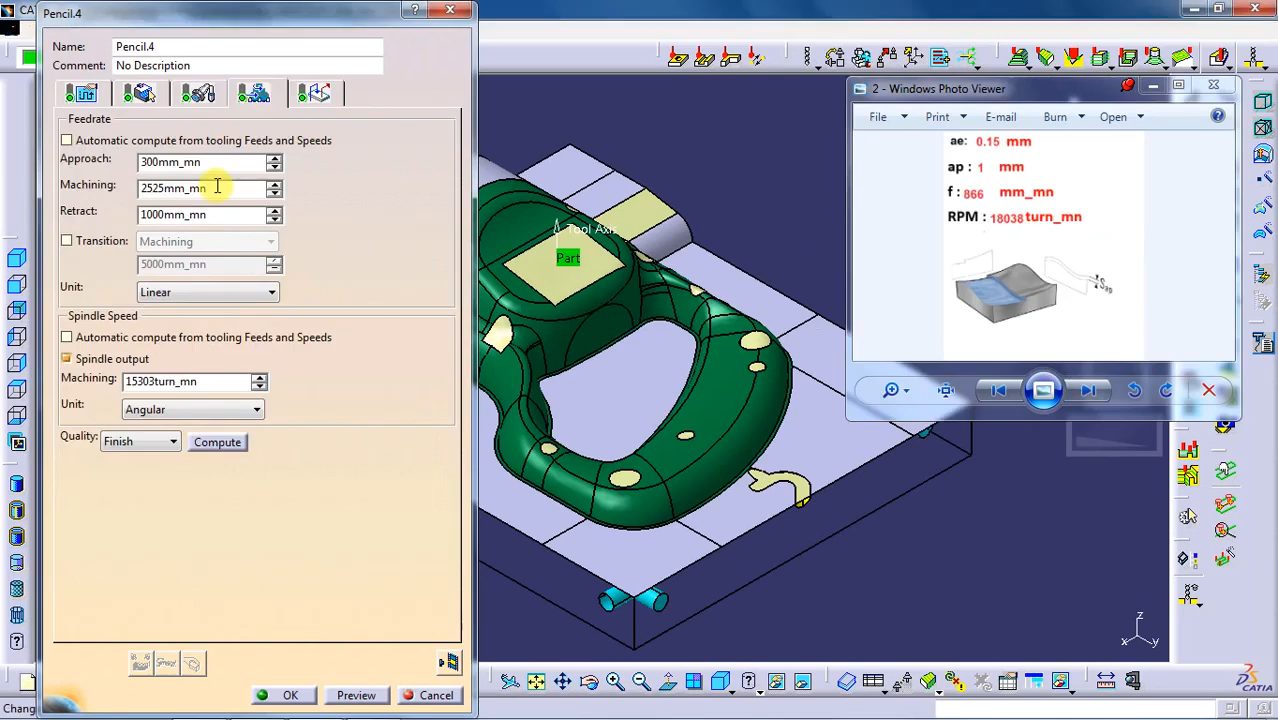 CAT
Pencil.4
Name: Pencil.4
Comment: No Description
Feedrate
Automatic compute from tooling Feeds and Speeds
Approach: 300mm_mn
Machining: 2525mm_mn
Retract: 1000mm_mn
Transition: Machining
5000mm_mn
Unit: Linear
Spindle Speed
Automatic compute from tooling Feeds and Speeds
Spindle output
Machining: 15303turn_mn
Unit: Angular
Quality: Finish Compute
OK Preview Cancel
Chang
Tool Axis
Part
z
x y
2 - Windows Photo Viewer
File Print E-mail Burn Open
ae: 0.15 mm
ap : 1 mm
f : 866 mm_mn
RPM : 18038 turn_mn
CATIA